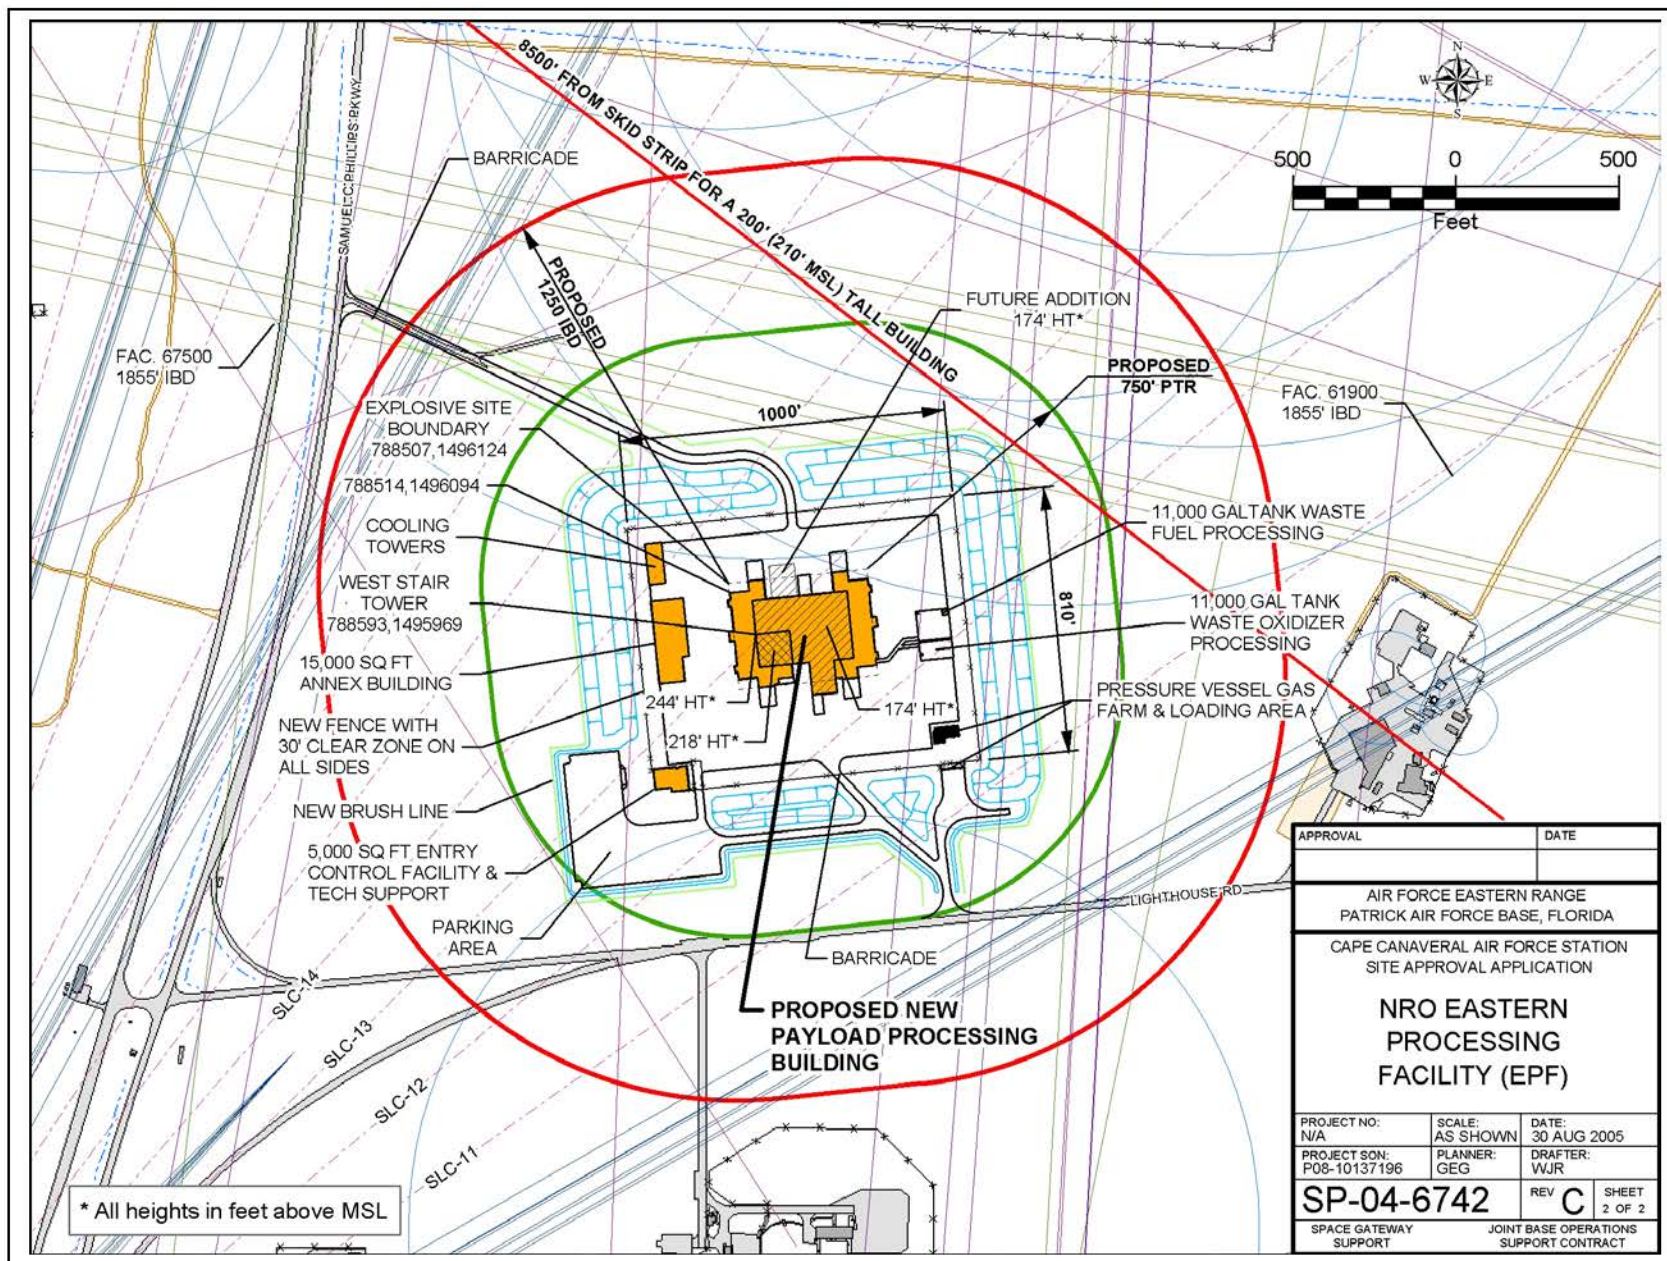 8500' FROM SKID STRIP FOR A 200' (210' MSL) TALL BUILDING
N
W E
S
500 0 500
Feet
SAMUEL C PHILLIPS PKWY
BARRICADE
PROPOSED
1250 IBD
FUTURE ADDITION
174' HT*
FAC. 67500
1855' IBD
PROPOSED
750' PTR
FAC. 61900
1855' IBD
1000'
EXPLOSIVE SITE
BOUNDARY
788507,1496124
788514,1496094
COOLING
TOWERS
11,000 GALTANK WASTE
FUEL PROCESSING
WEST STAIR
TOWER
788593,1495969
810'
11,000 GAL TANK
WASTE OXIDIZER
PROCESSING
15,000 SQ FT
ANNEX BUILDING
244' HT*
174' HT*
218' HT*
PRESSURE VESSEL GAS
FARM & LOADING AREA
NEW FENCE WITH
30' CLEAR ZONE ON
ALL SIDES
NEW BRUSH LINE
5,000 SQ FT ENTRY
CONTROL FACILITY &
TECH SUPPORT
PARKING
AREA
LIGHTHOUSE RD
BARRICADE
PROPOSED NEW
PAYLOAD PROCESSING
BUILDING
SLC-14
SLC-13
SLC-12
SLC-11
* All heights in feet above MSL
APPROVAL DATE
AIR FORCE EASTERN RANGE
PATRICK AIR FORCE BASE, FLORIDA
CAPE CANAVERAL AIR FORCE STATION
SITE APPROVAL APPLICATION
NRO EASTERN
PROCESSING
FACILITY (EPF)
PROJECT NO: SCALE: DATE:
N/A AS SHOWN 30 AUG 2005
PROJECT SON: PLANNER: DRAFTER:
P08-10137196 GEG WJR
SP-04-6742 REV C SHEET
2 OF 2
SPACE GATEWAY
SUPPORT
JOINT BASE OPERATIONS
SUPPORT CONTRACT